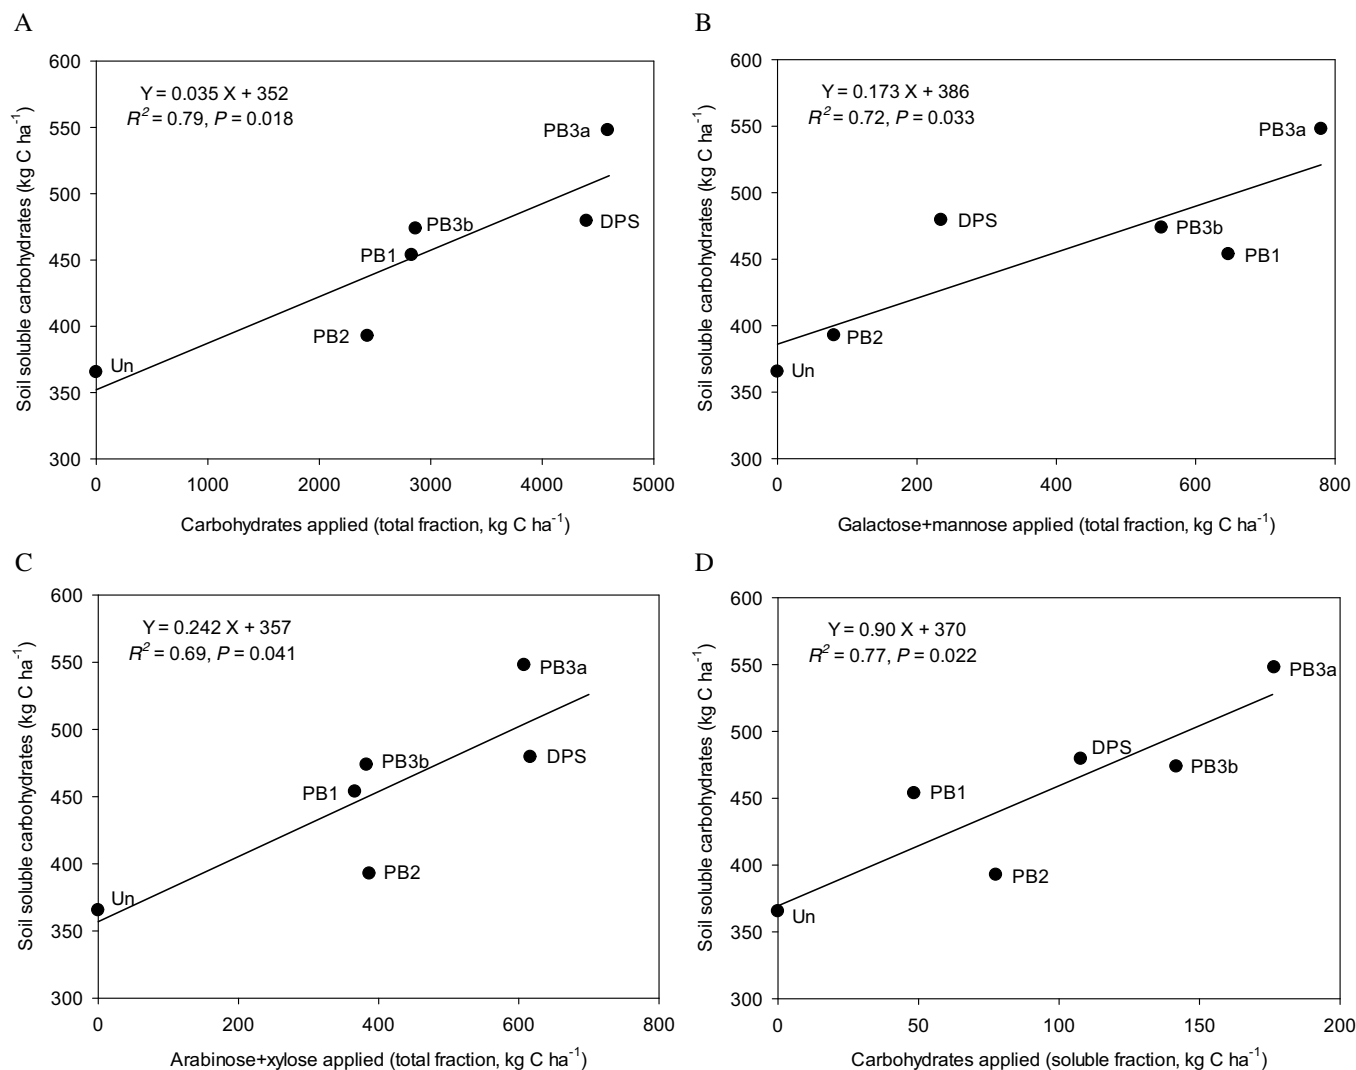 A
Soil soluble carbohydrates (kg C ha⁻¹)
600
550
500
450
400
350
300
Y = 0.035 X + 352
R² = 0.79, P = 0.018
PB3a
DPS
PB3b
PB1
PB2
Un
0 1000 2000 3000 4000 5000
Carbohydrates applied (total fraction, kg C ha⁻¹)
B
Soil soluble carbohydrates (kg C ha⁻¹)
600
550
500
450
400
350
300
Y = 0.173 X + 386
R² = 0.72, P = 0.033
PB3a
DPS
PB3b
PB1
PB2
Un
0 200 400 600 800
Galactose+mannose applied (total fraction, kg C ha⁻¹)
C
Soil soluble carbohydrates (kg C ha⁻¹)
600
550
500
450
400
350
300
Y = 0.242 X + 357
R² = 0.69, P = 0.041
PB3a
DPS
PB3b
PB1
PB2
Un
0 200 400 600 800
Arabinose+xylose applied (total fraction, kg C ha⁻¹)
D
Soil soluble carbohydrates (kg C ha⁻¹)
600
550
500
450
400
350
300
Y = 0.90 X + 370
R² = 0.77, P = 0.022
PB3a
DPS
PB3b
PB1
PB2
Un
0 50 100 150 200
Carbohydrates applied (soluble fraction, kg C ha⁻¹)